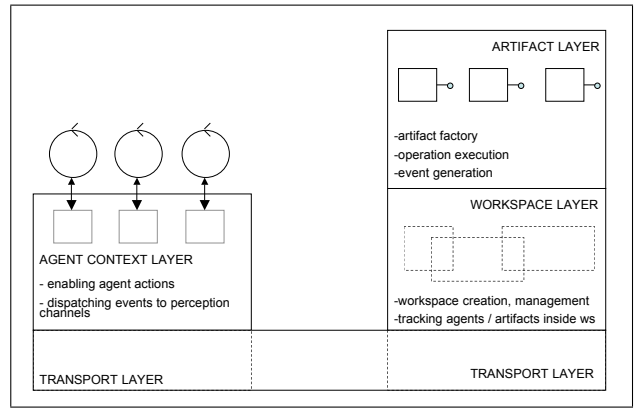 ARTIFACT LAYER
-artifact factory
-operation execution
-event generation
WORKSPACE LAYER
-workspace creation, management
-tracking agents / artifacts inside ws
AGENT CONTEXT LAYER
- enabling agent actions
- dispatching events to perception
channels
TRANSPORT LAYER
TRANSPORT LAYER